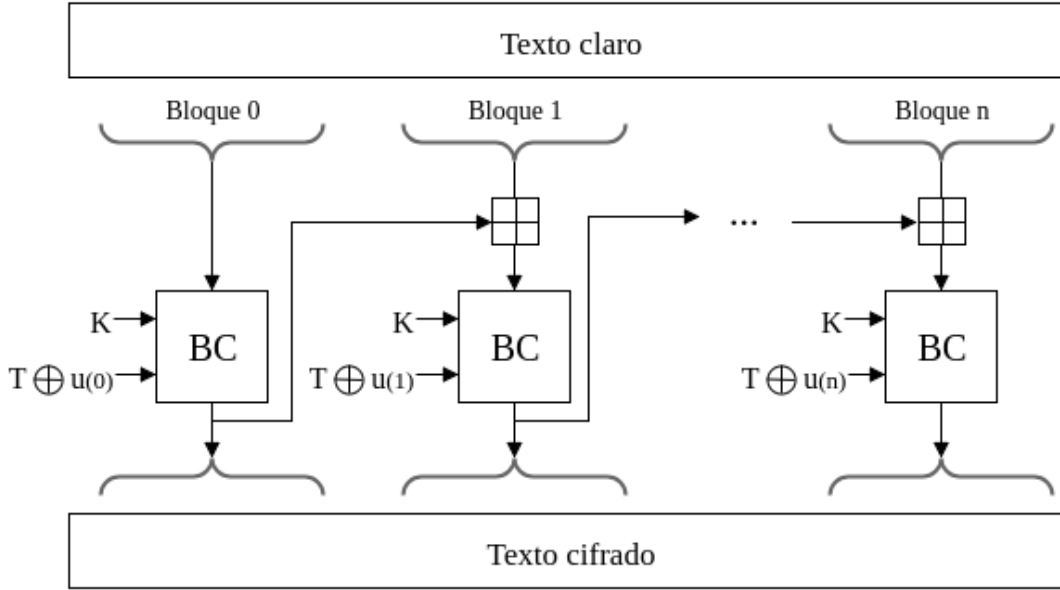 Texto claro
Bloque 0 Bloque 1 Bloque n
...
K K K
BC BC BC
T ⊕ u(0) T ⊕ u(1) T ⊕ u(n)
Texto cifrado